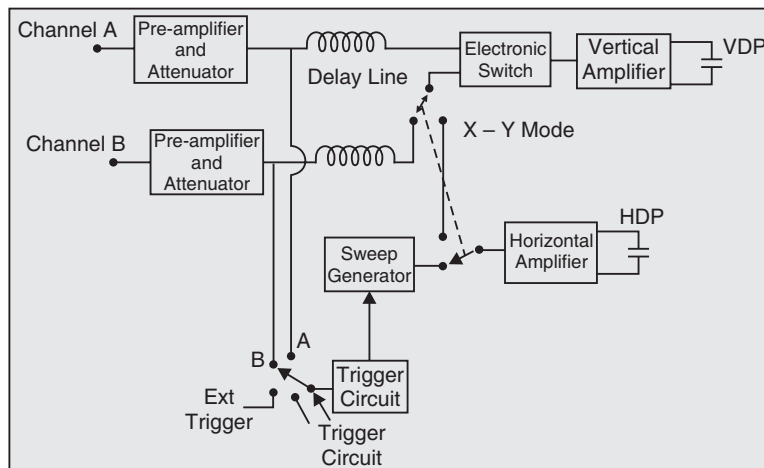 Channel A
Pre-amplifier
and
Attenuator
Delay Line
Electronic
Switch
Vertical
Amplifier
VDP
Channel B
Pre-amplifier
and
Attenuator
X – Y Mode
Sweep
Generator
Horizontal
Amplifier
HDP
A
B
Ext
Trigger
Trigger
Circuit
Trigger
Circuit